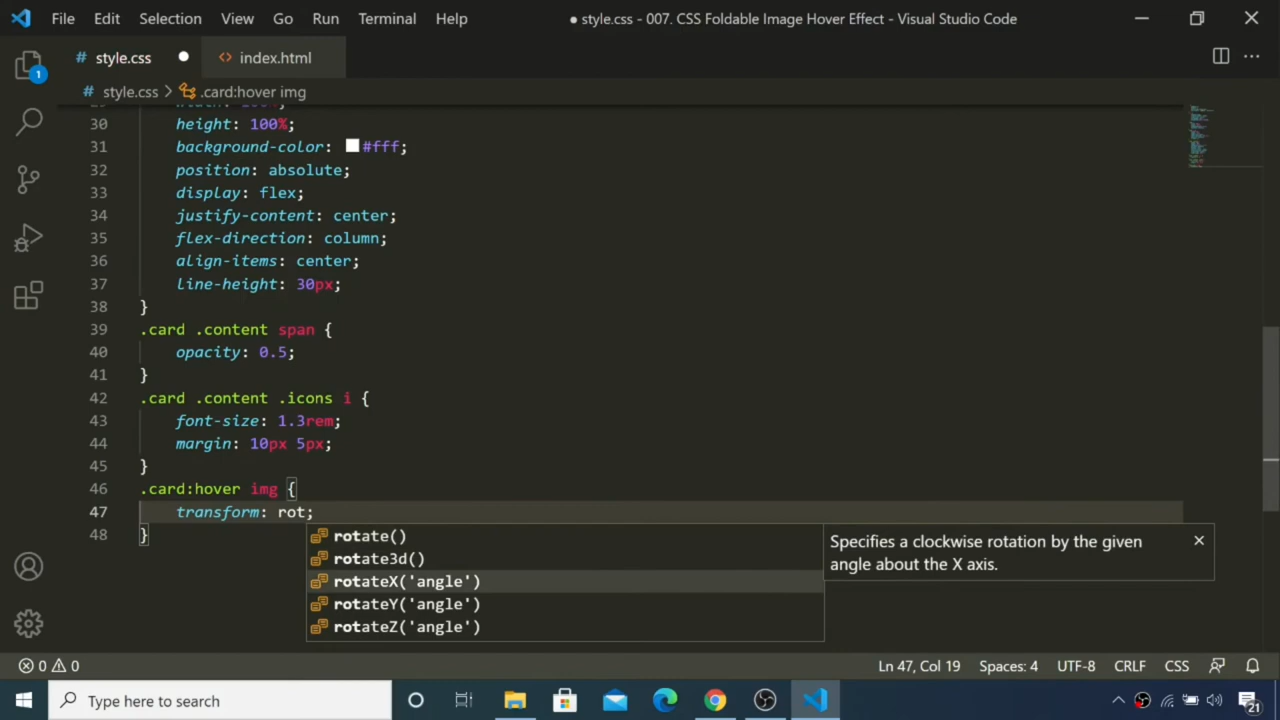 File Edit Selection View Go Run Terminal Help
● style.css - 007. CSS Foldable Image Hover Effect - Visual Studio Code
1
# style.css ●
<> index.html
# style.css > .card:hover img
30 height: 100%;
31 background-color: #fff;
32 position: absolute;
33 display: flex;
34 justify-content: center;
35 flex-direction: column;
36 align-items: center;
37 line-height: 30px;
38 }
39 .card .content span {
40 opacity: 0.5;
41 }
42 .card .content .icons i {
43 font-size: 1.3rem;
44 margin: 10px 5px;
45 }
46 .card:hover img {
47 transform: rot;
48 }
rotate()
rotate3d()
rotateX('angle')
rotateY('angle')
rotateZ('angle')
Specifies a clockwise rotation by the given
angle about the X axis.
0 0
Ln 47, Col 19 Spaces: 4 UTF-8 CRLF CSS
Type here to search
21